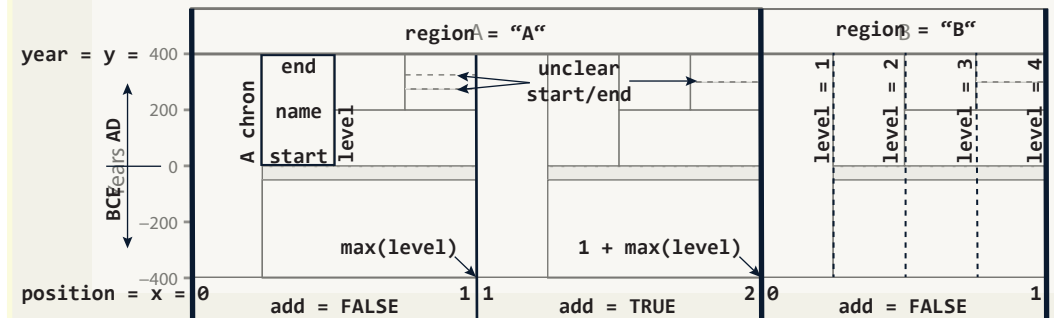 region A = “A“
region B = “B“
year = y = 400
200
0
−200
−400
Years
BCE AD
A chron
end
name
start
level
unclear
start/end
level = 1
level = 2
level = 3
level = 4
max(level)
1 + max(level)
position = x = 0 1 1 2 0 1
add = FALSE add = TRUE add = FALSE